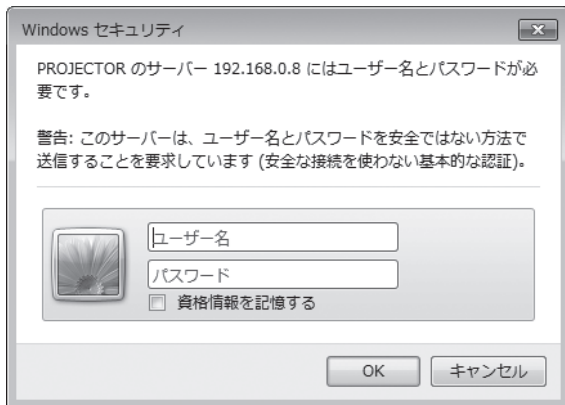 Windows セキュリティ
PROJECTOR のサーバー 192.168.0.8 にはユーザー名とパスワードが必
要です。
警告: このサーバーは、ユーザー名とパスワードを安全ではない方法で
送信することを要求しています (安全な接続を使わない基本的な認証)。
ユーザー名
パスワード
資格情報を記憶する
OK キャンセル